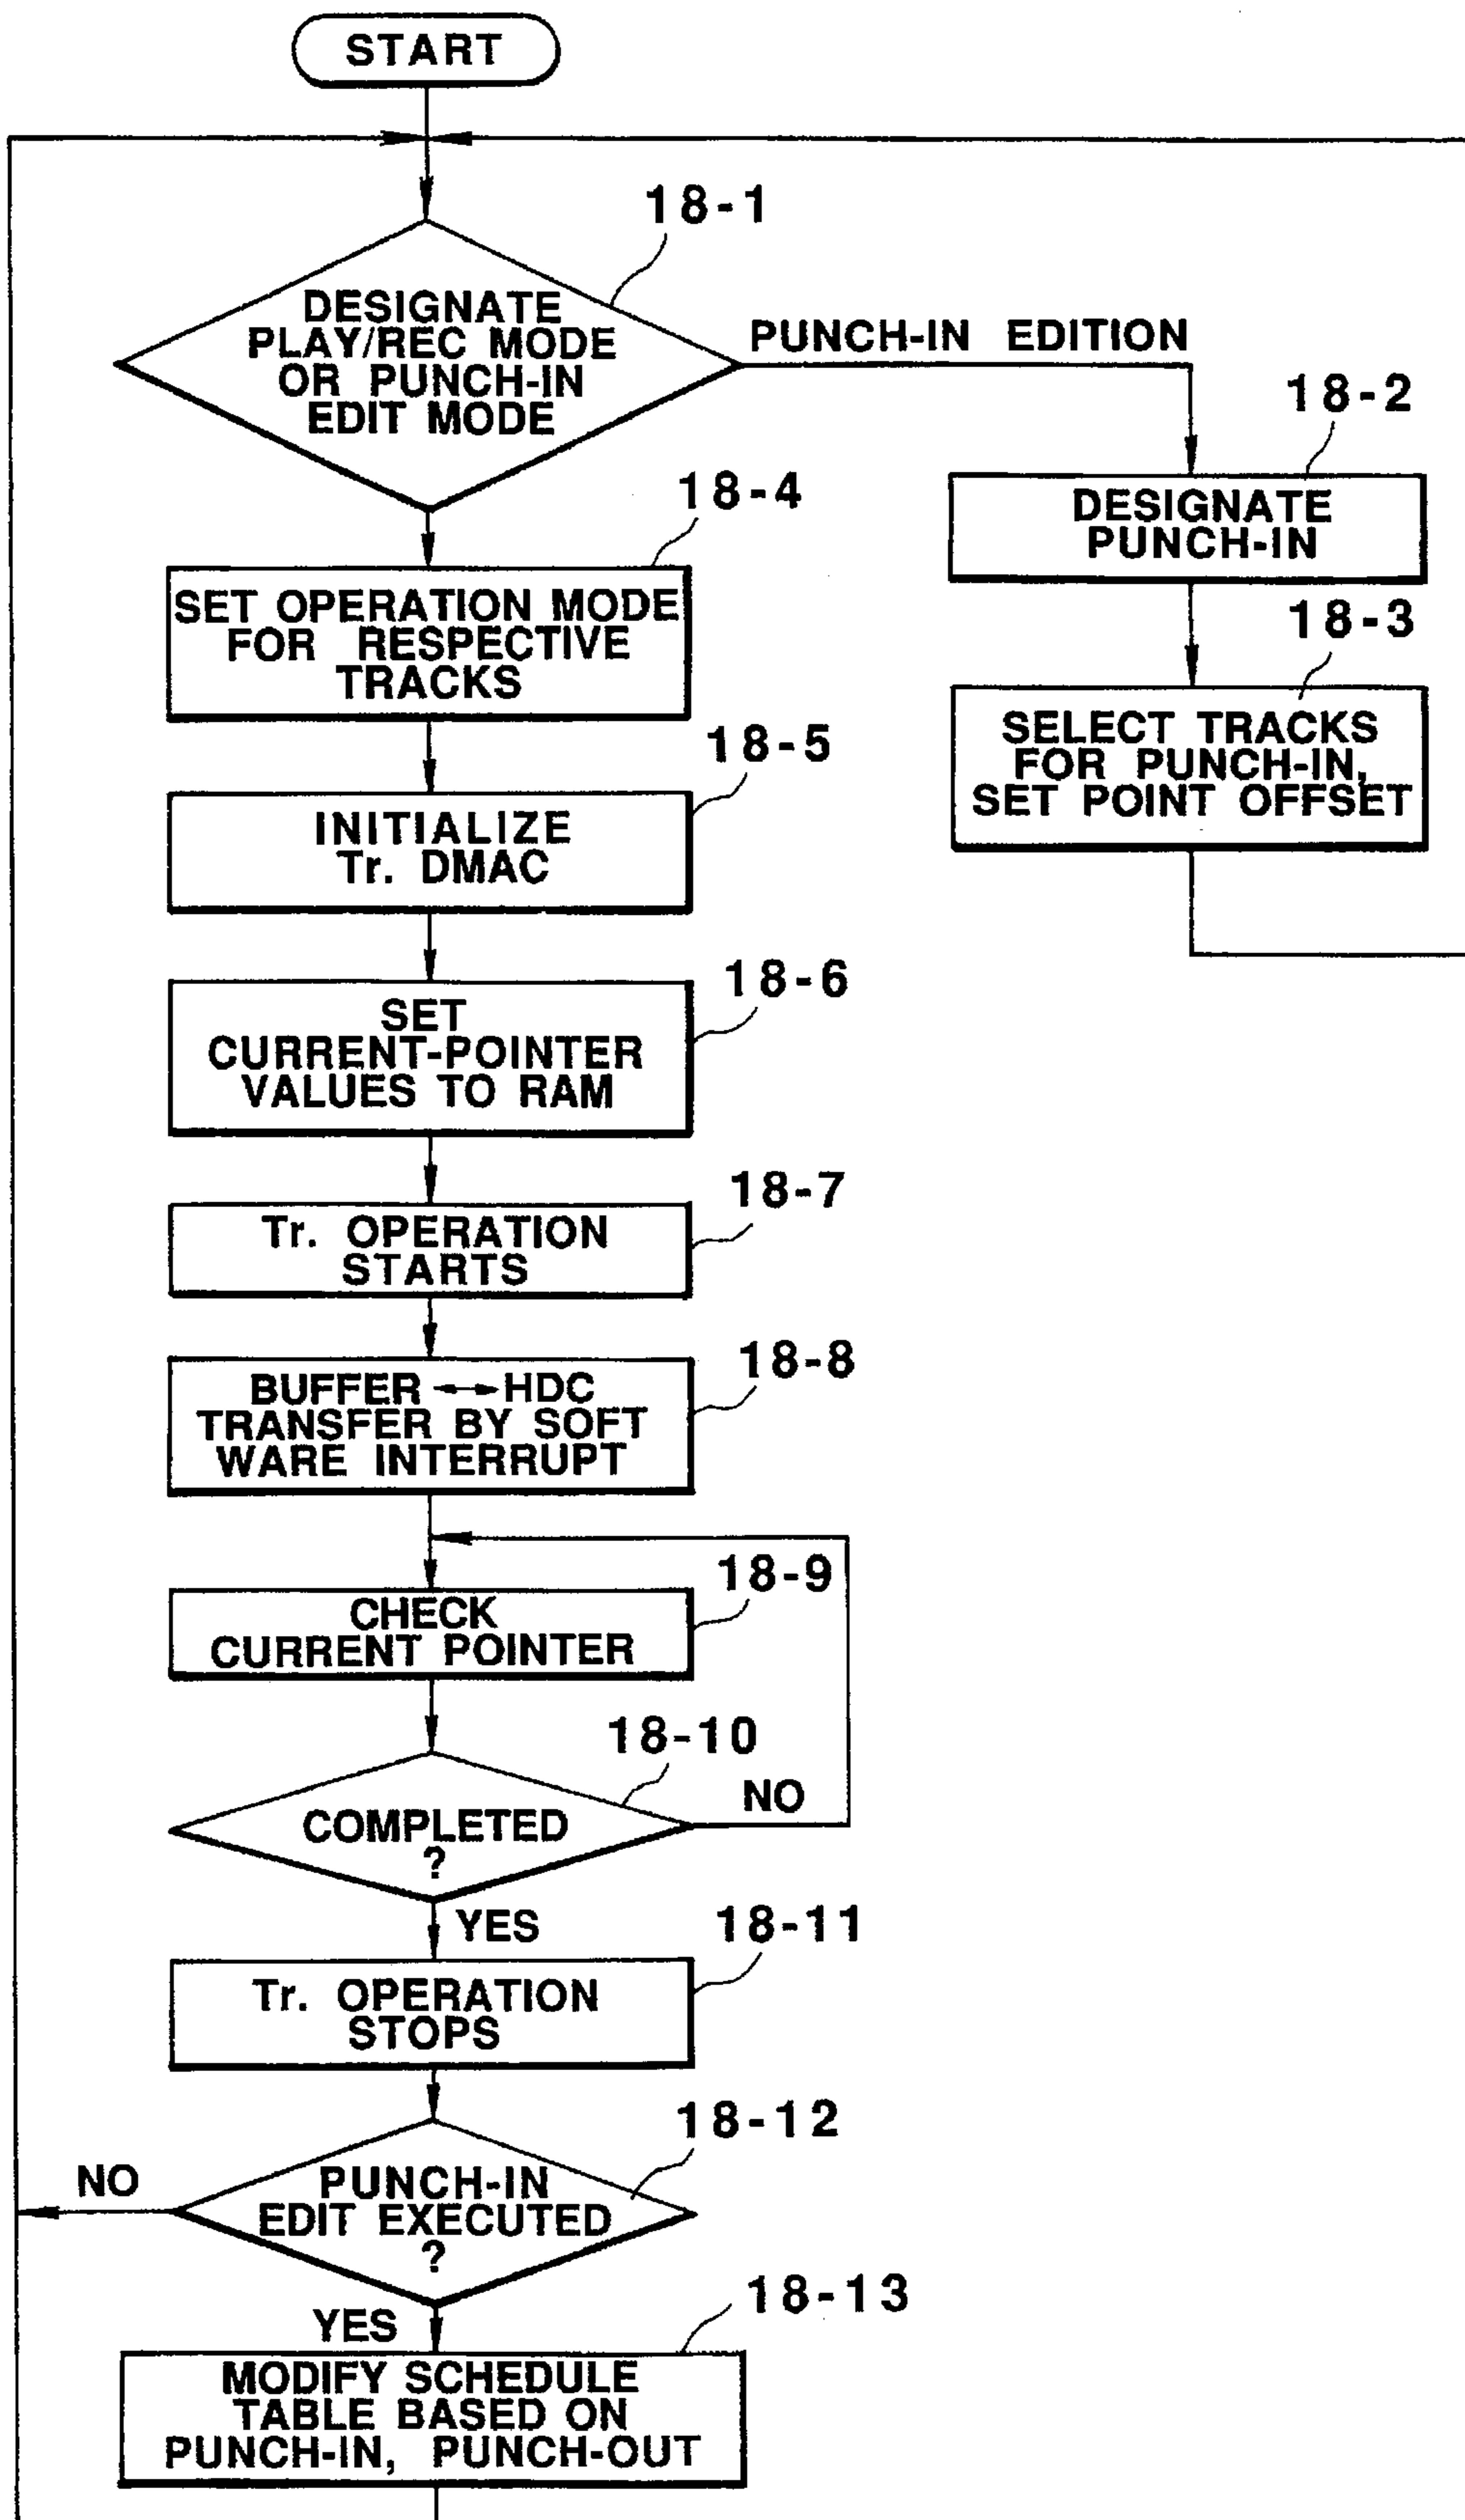 START
18-1
DESIGNATE
PLAY/REC MODE
OR PUNCH-IN
EDIT MODE
PUNCH-IN EDITION
18-2
DESIGNATE
PUNCH-IN
18-3
SELECT TRACKS
FOR PUNCH-IN,
SET POINT OFFSET
18-4
SET OPERATION MODE
FOR RESPECTIVE
TRACKS
18-5
INITIALIZE
Tr. DMAC
18-6
SET
CURRENT-POINTER
VALUES TO RAM
18-7
Tr. OPERATION
STARTS
18-8
BUFFER ↔ HDC
TRANSFER BY SOFT
WARE INTERRUPT
18-9
CHECK
CURRENT POINTER
18-10
COMPLETED
?
NO
YES
18-11
Tr. OPERATION
STOPS
18-12
PUNCH-IN
EDIT EXECUTED
?
NO
YES
18-13
MODIFY SCHEDULE
TABLE BASED ON
PUNCH-IN, PUNCH-OUT